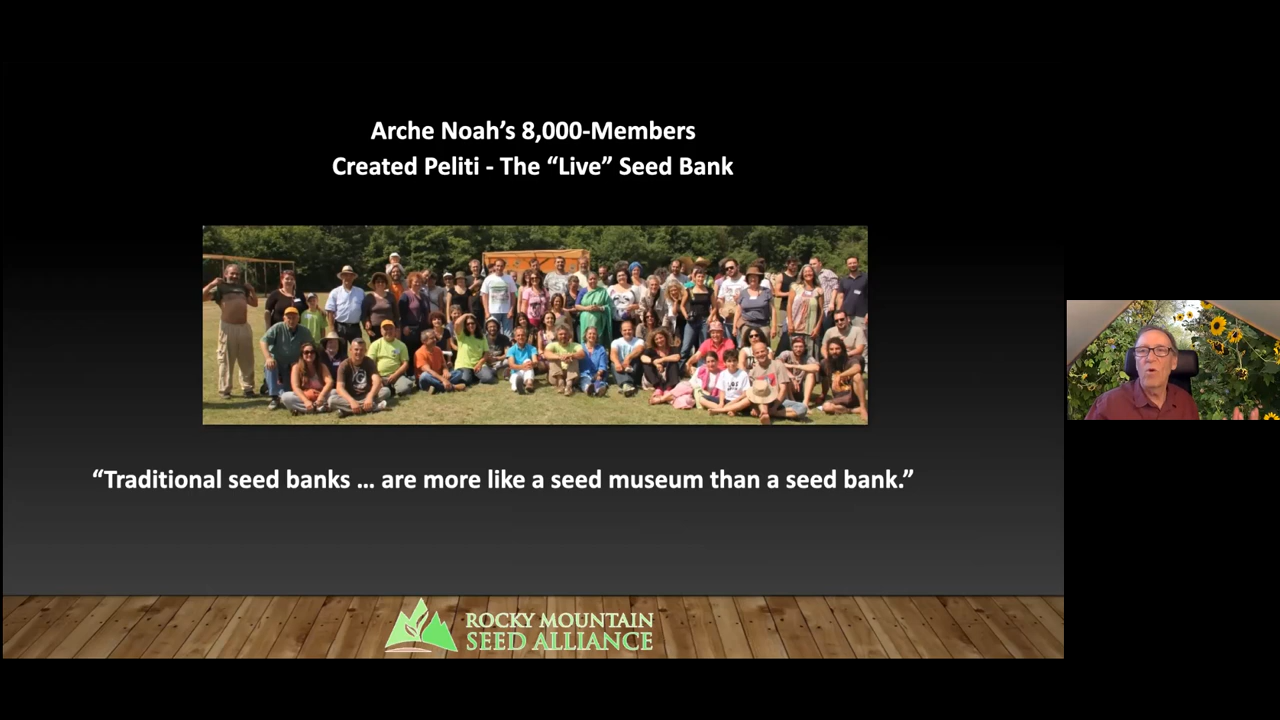 Arche Noah’s 8,000-Members
Created Peliti - The “Live” Seed Bank
“Traditional seed banks ... are more like a seed museum than a seed bank.”
ROCKY MOUNTAIN
SEED ALLIANCE